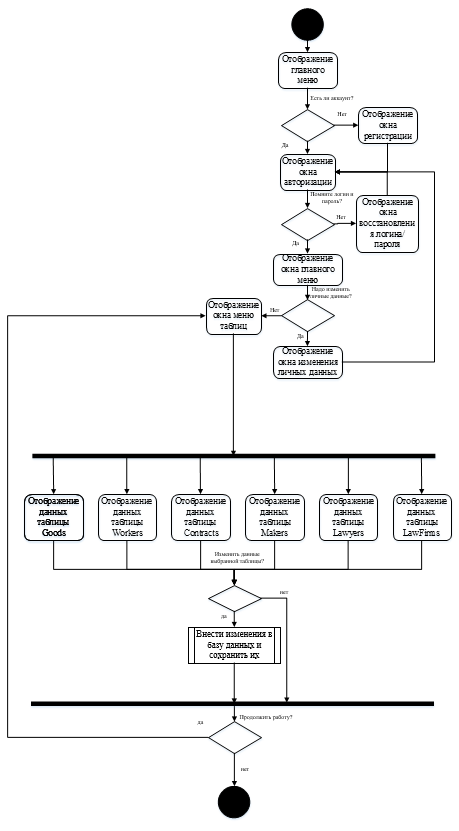 Отображение
главного
меню
Есть ли аккаунт?
Нет
Отображение
окна
регистрации
Да
Отображение
окна
авторизации
Помните логин и
пароль?
Нет
Отображение
окна
восстановлени
я логина/
пароля
Да
Отображение
окна главного
меню
Надо изменить
личные данные?
Нет
Отображение
окна меню
таблиц
Да
Отображение
окна изменения
личных данных
Отображение
данных
таблицы
Goods
Отображение
данных
таблицы
Workers
Отображение
данных
таблицы
Contracts
Отображение
данных
таблицы
Makers
Отображение
данных
таблицы
Lawyers
Отображение
данных
таблицы
LawFirms
Изменить данные
выбранной таблицы?
нет
да
Внести изменения в
базу данных и
сохранить их
Продолжить работу?
да
нет